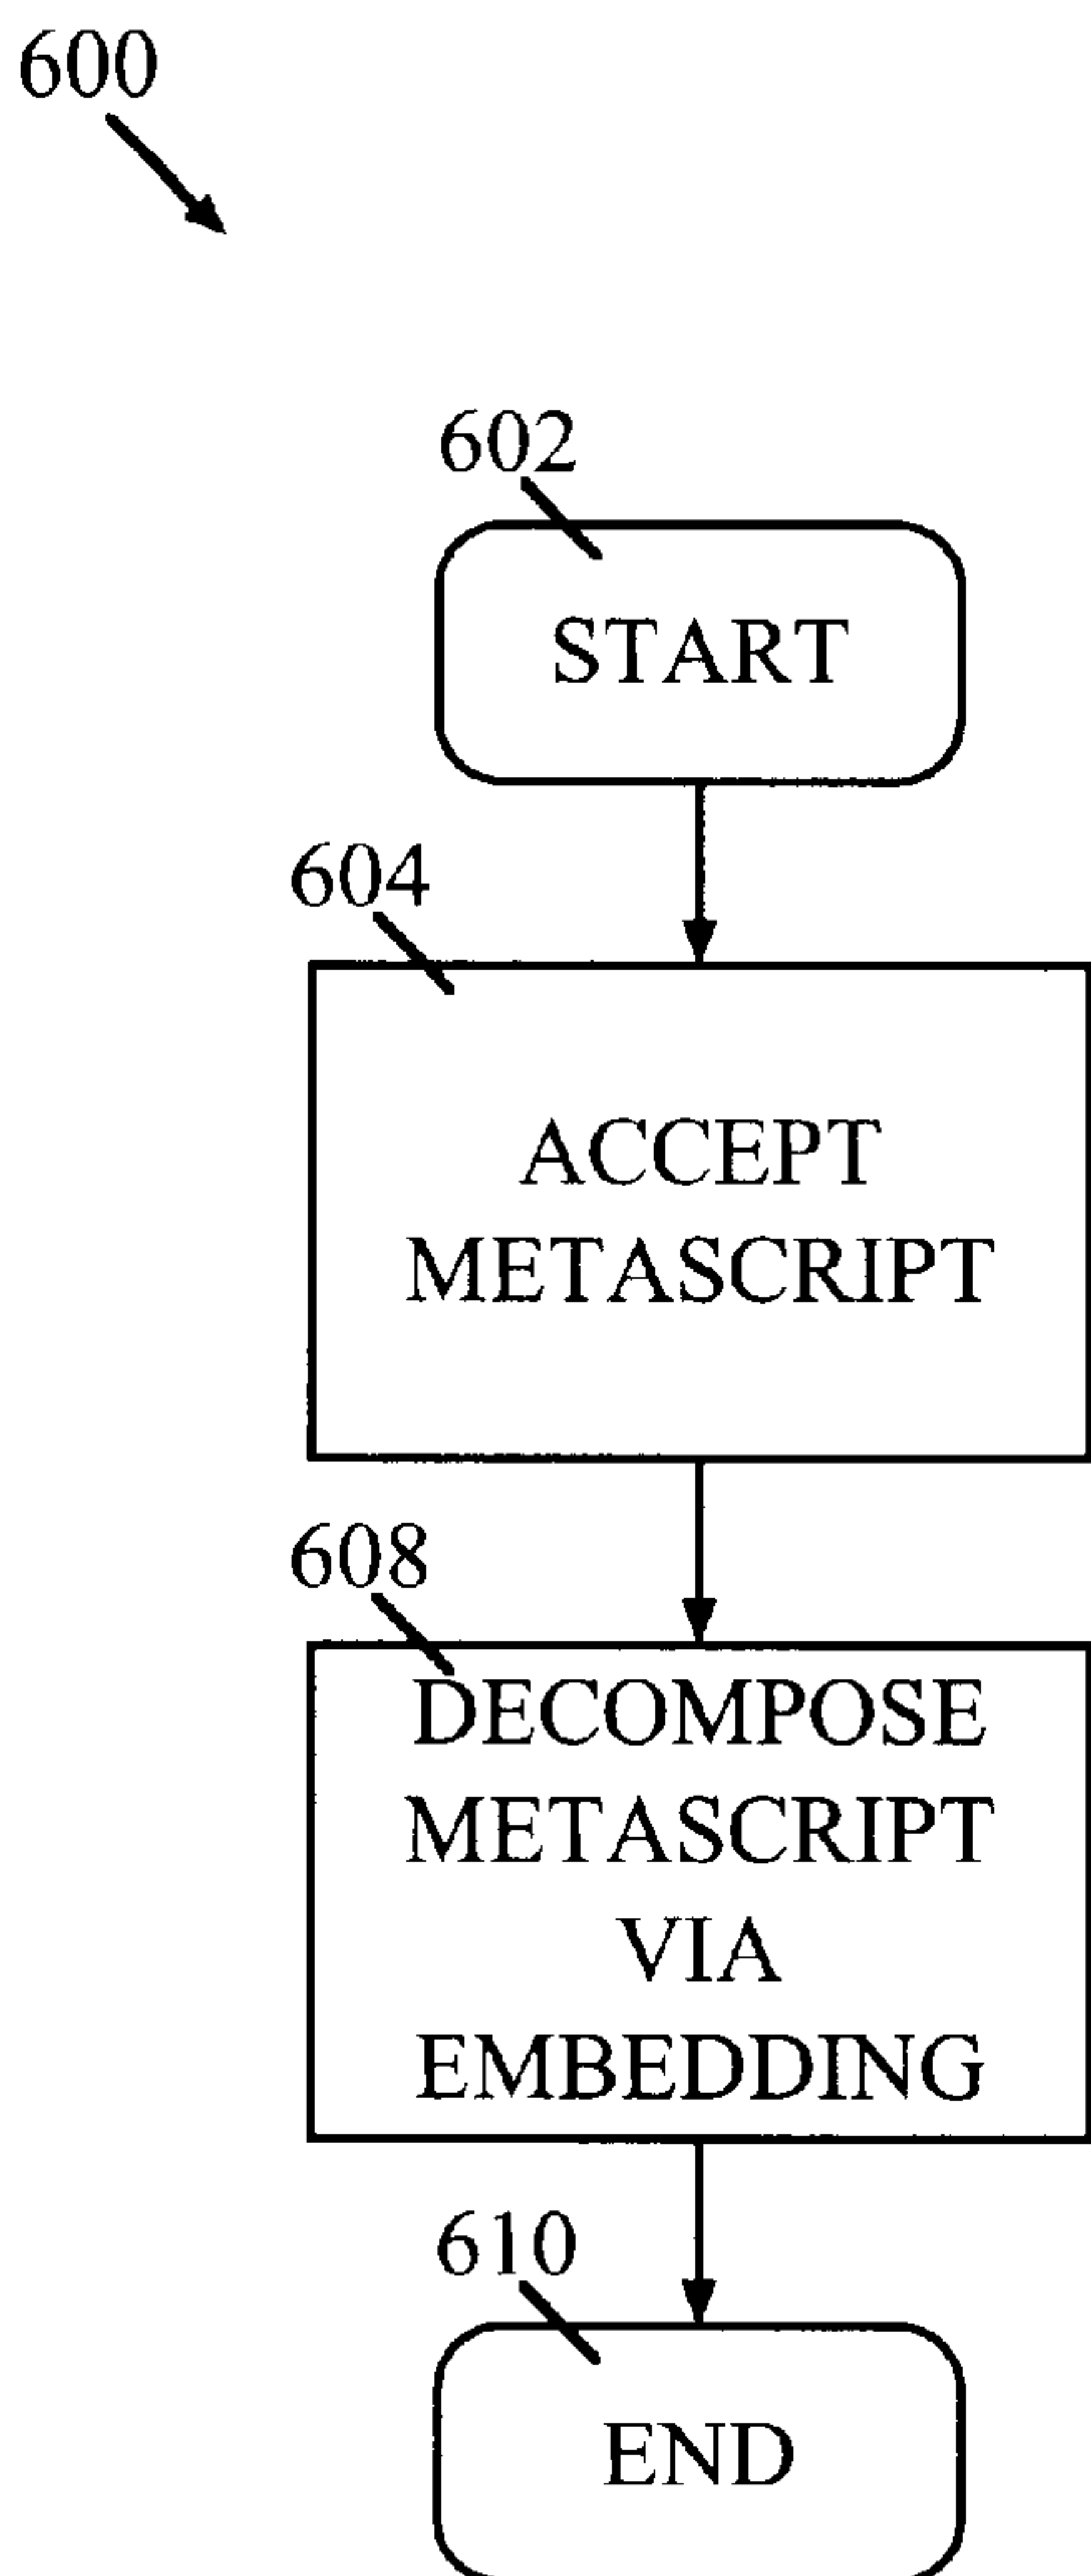 600
602
START
604
ACCEPT
METASCRIPT
608
DECOMPOSE
METASCRIPT
VIA
EMBEDDING
610
END